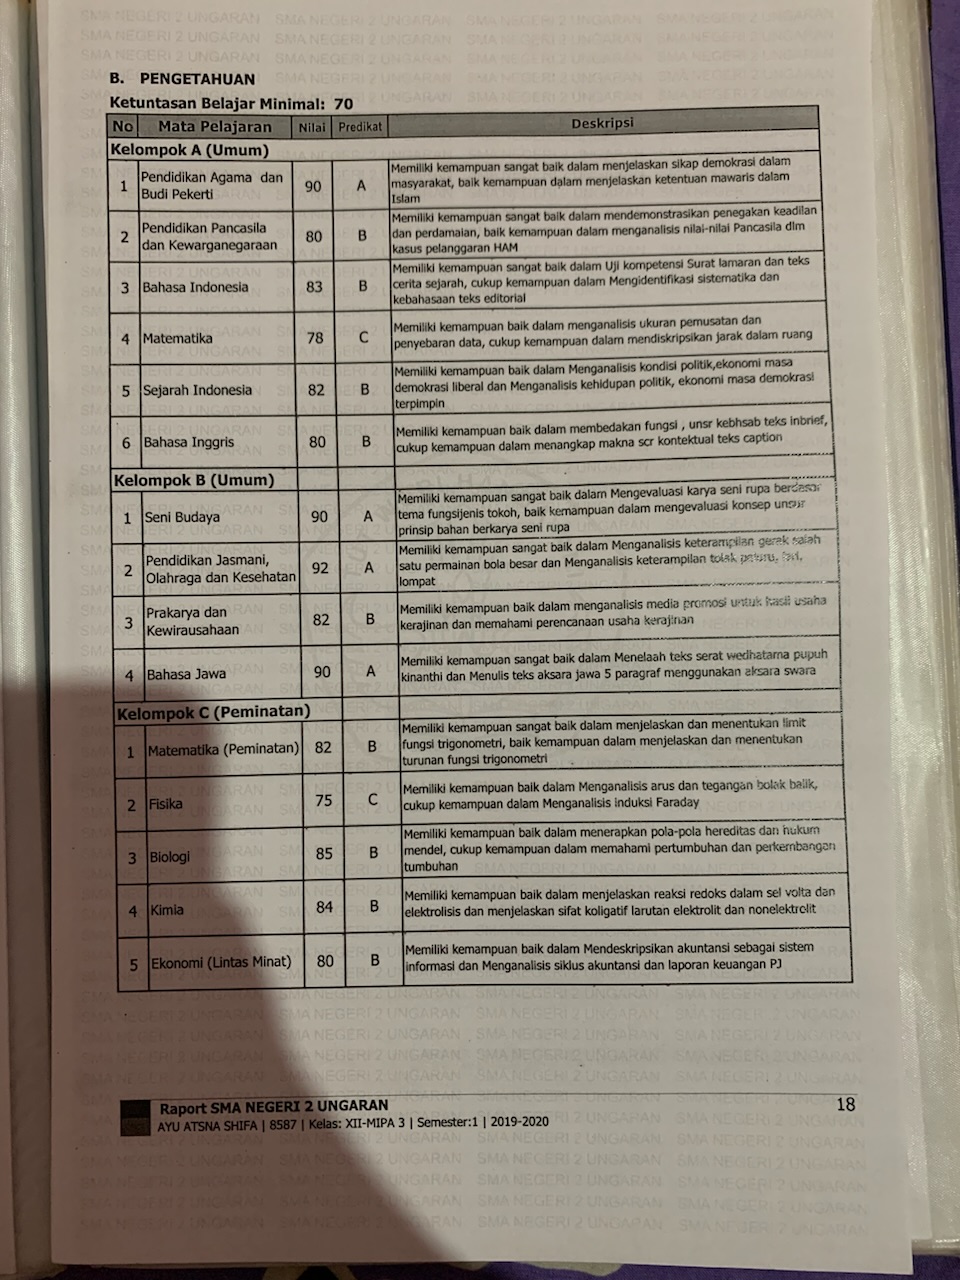 B. PENGETAHUAN
Ketuntasan Belajar Minimal: 70
No Mata Pelajaran Nilai Predikat Deskripsi
Kelompok A (Umum)
1 Pendidikan Agama dan Budi Pekerti 90 A Memiliki kemampuan sangat baik dalam menjelaskan sikap demokrasi dalam
masyarakat, baik kemampuan dalam menjelaskan ketentuan mawaris dalam
Islam
2 Pendidikan Pancasila dan Kewarganegaraan 80 B Memiliki kemampuan sangat baik dalam mendemonstrasikan penegakan keadilan
dan perdamaian, baik kemampuan dalam menganalisis nilai-nilai Pancasila dlm
kasus pelanggaran HAM
3 Bahasa Indonesia 83 B Memiliki kemampuan sangat baik dalam Uji kompetensi Surat lamaran dan teks
cerita sejarah, cukup kemampuan dalam Mengidentifikasi sistematika dan
kebahasaan teks editorial
4 Matematika 78 C Memiliki kemampuan baik dalam menganalisis ukuran pemusatan dan
penyebaran data, cukup kemampuan dalam mendiskripsikan jarak dalam ruang
5 Sejarah Indonesia 82 B Memiliki kemampuan baik dalam Menganalisis kondisi politik,ekonomi masa
demokrasi liberal dan Menganalisis kehidupan politik, ekonomi masa demokrasi
terpimpin
6 Bahasa Inggris 80 B Memiliki kemampuan baik dalam membedakan fungsi , unsr kebhsab teks inbrief,
cukup kemampuan dalam menangkap makna scr kontektual teks caption
Kelompok B (Umum)
1 Seni Budaya 90 A Memiliki kemampuan sangat baik dalam Mengevaluasi karya seni rupa berdasar
tema fungsijenis tokoh, baik kemampuan dalam mengevaluasi konsep unsur
prinsip bahan berkarya seni rupa
2 Pendidikan Jasmani, Olahraga dan Kesehatan 92 A Memiliki kemampuan sangat baik dalam Menganalisis keterampilan gerak salah
satu permainan bola besar dan Menganalisis keterampilan tolak
lompat
3 Prakarya dan Kewirausahaan 82 B Memiliki kemampuan baik dalam menganalisis media promosi untuk hasil usaha
kerajinan dan memahami perencanaan usaha kerajinan
4 Bahasa Jawa 90 A Memiliki kemampuan sangat baik dalam Menelaah teks serat wedhatama pupuh
kinanthi dan Menulis teks aksara jawa 5 paragraf menggunakan aksara swara
Kelompok C (Peminatan)
1 Matematika (Peminatan) 82 B Memiliki kemampuan sangat baik dalam menjelaskan dan menentukan limit
fungsi trigonometri, baik kemampuan dalam menjelaskan dan menentukan
turunan fungsi trigonometri
2 Fisika 75 C Memiliki kemampuan baik dalam Menganalisis arus dan tegangan bolak balik,
cukup kemampuan dalam Menganalisis induksi Faraday
3 Biologi 85 B Memiliki kemampuan baik dalam menerapkan pola-pola hereditas dan hukum
mendel, cukup kemampuan dalam memahami pertumbuhan dan perkembangan
tumbuhan
4 Kimia 84 B Memiliki kemampuan baik dalam menjelaskan reaksi redoks dalam sel volta dan
elektrolisis dan menjelaskan sifat koligatif larutan elektrolit dan nonelektrolit
5 Ekonomi (Lintas Minat) 80 B Memiliki kemampuan baik dalam Mendeskripsikan akuntansi sebagai sistem
informasi dan Menganalisis siklus akuntansi dan laporan keuangan PJ
Raport SMA NEGERI 2 UNGARAN 18
AYU ATSNA SHIFA | 8587 | Kelas: XII-MIPA 3 | Semester:1 | 2019-2020